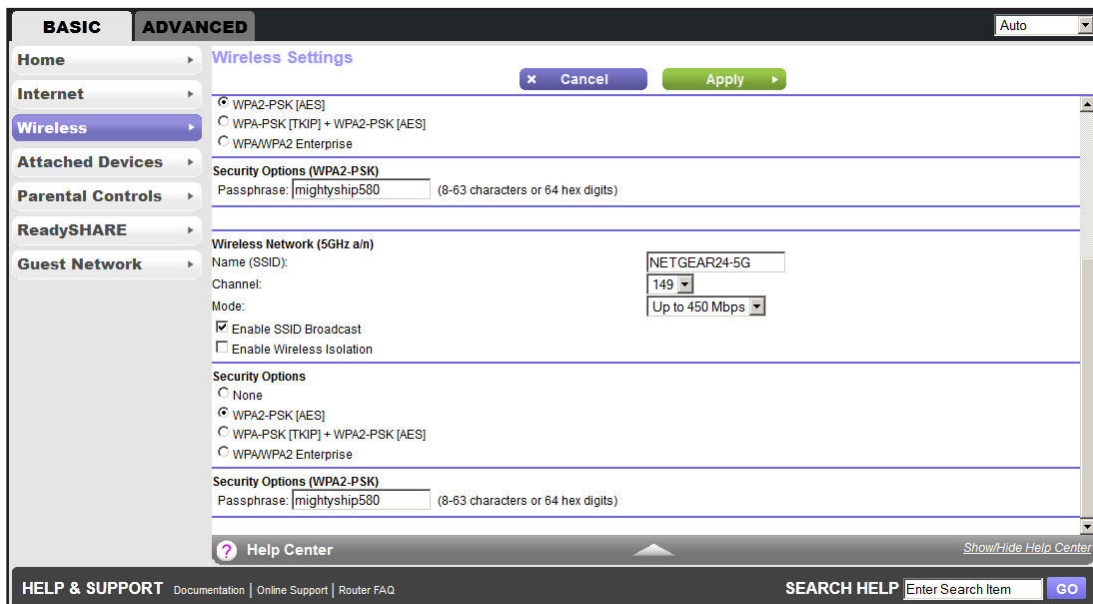 BASIC ADVANCED Auto
Home
Internet
Wireless
Attached Devices
Parental Controls
ReadySHARE
Guest Network
Wireless Settings
Cancel Apply
WPA2-PSK [AES]
WPA-PSK [TKIP] + WPA2-PSK [AES]
WPA/WPA2 Enterprise
Security Options (WPA2-PSK)
Passphrase: mightyship580 (8-63 characters or 64 hex digits)
Wireless Network (5GHz a/n)
Name (SSID): NETGEAR24-5G
Channel: 149
Mode: Up to 450 Mbps
Enable SSID Broadcast
Enable Wireless Isolation
Security Options
None
WPA2-PSK [AES]
WPA-PSK [TKIP] + WPA2-PSK [AES]
WPA/WPA2 Enterprise
Security Options (WPA2-PSK)
Passphrase: mightyship580 (8-63 characters or 64 hex digits)
? Help Center Show/Hide Help Center
HELP & SUPPORT Documentation | Online Support | Router FAQ SEARCH HELP Enter Search Item GO